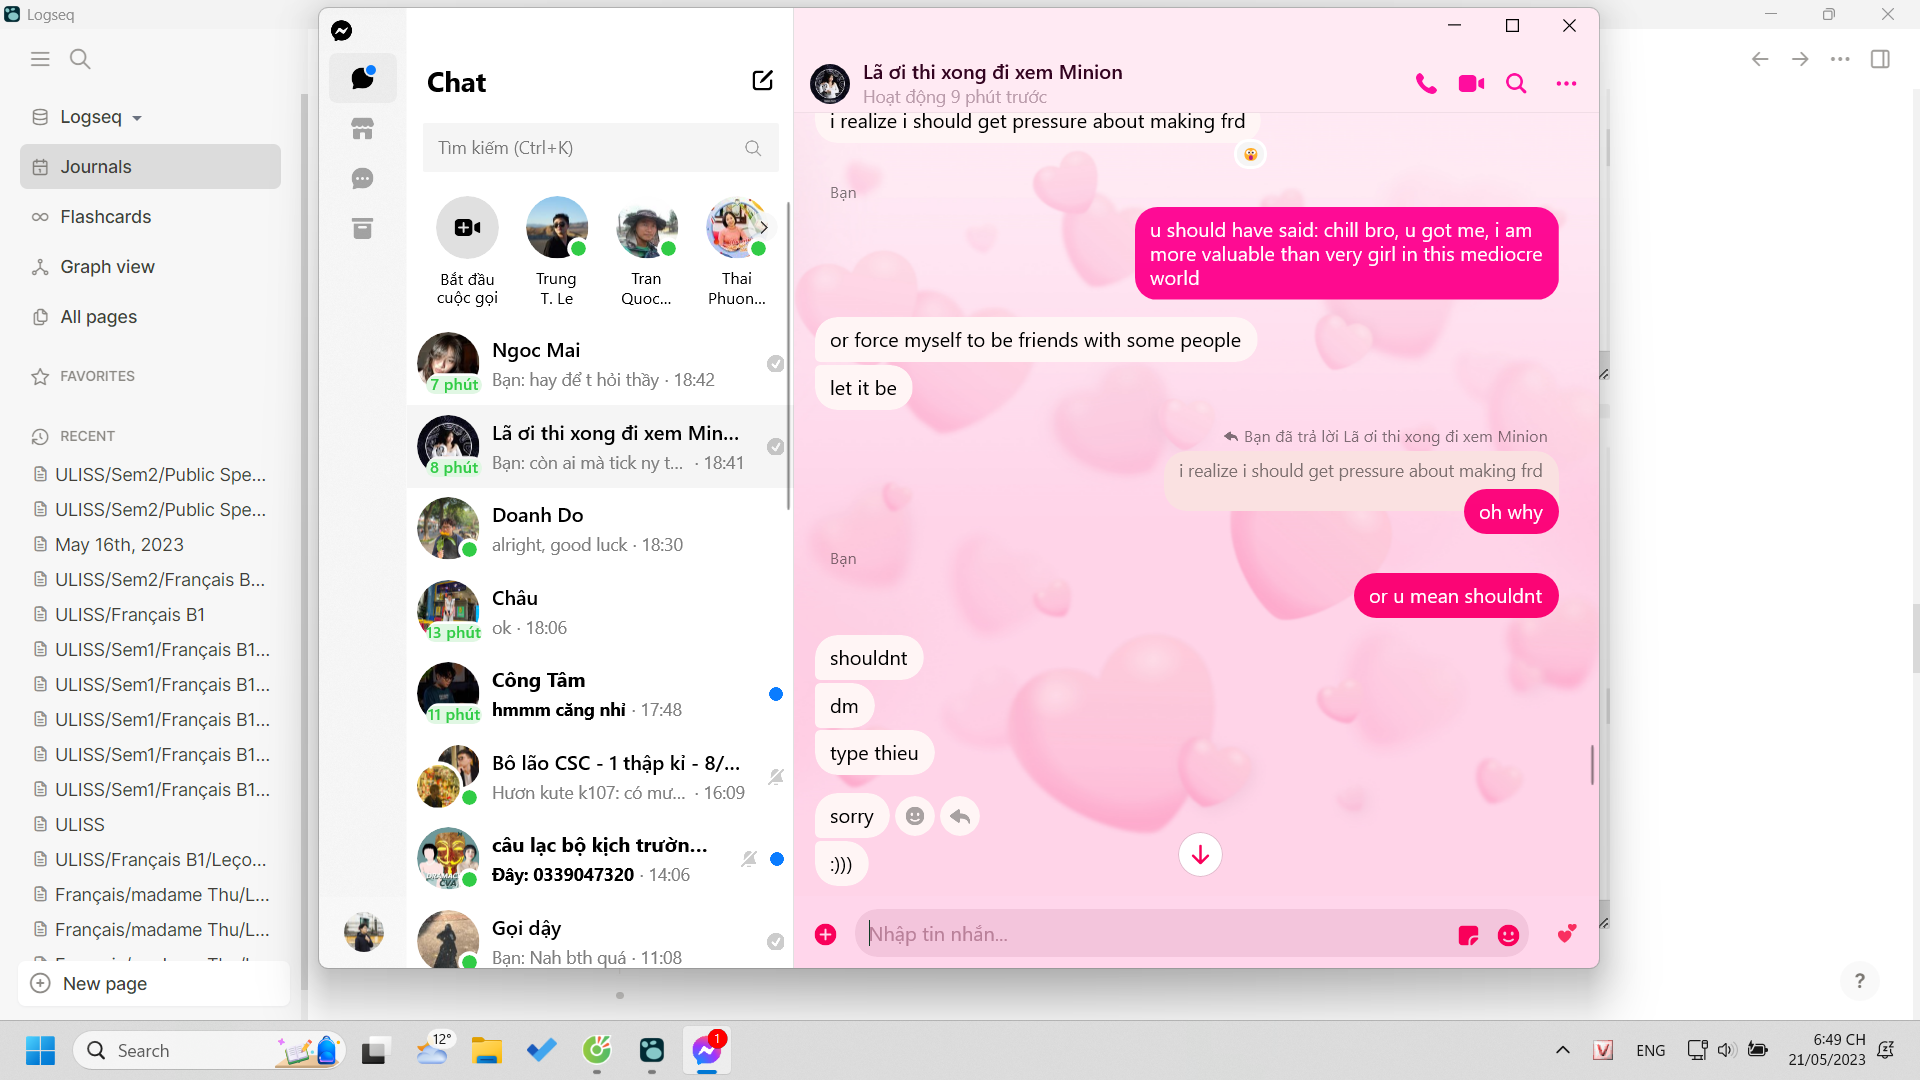 Logseq
Logseq
Journals
Flashcards
Graph view
All pages
FAVORITES
RECENT
ULISS/Sem2/Public Spe...
ULISS/Sem2/Public Spe...
May 16th, 2023
ULISS/Sem2/Français B...
ULISS/Français B1
ULISS/Sem1/Français B1...
ULISS/Sem1/Français B1...
ULISS/Sem1/Français B1...
ULISS/Sem1/Français B1...
ULISS/Sem1/Français B1...
ULISS
ULISS/Français B1/Leço...
Français/madame Thu/L...
Français/madame Thu/L...
New page
Chat
Tìm kiếm (Ctrl+K)
Bắt đầu
cuộc gọi
Trung
T. Le
Tran
Quoc...
Thai
Phuon...
Ngoc Mai
7 phút
Bạn: hay để t hỏi thầy · 18:42
Lã ơi thi xong đi xem Min...
8 phút
Bạn: còn ai mà tick ny t... · 18:41
Doanh Do
alright, good luck · 18:30
Châu
13 phút
ok · 18:06
Công Tâm
11 phút
hmmm căng nhỉ · 17:48
Bô lão CSC - 1 thập kỉ - 8/...
Hươn kute k107: có mư... · 16:09
câu lạc bộ kịch trườn...
Đây: 0339047320 · 14:06
Gọi dậy
Bạn: Nah bth quá · 11:08
Lã ơi thi xong đi xem Minion
Hoạt động 9 phút trước
i realize i should get pressure about making frd
Bạn
u should have said: chill bro, u got me, i am
more valuable than very girl in this mediocre
world
or force myself to be friends with some people
let it be
Bạn đã trả lời Lã ơi thi xong đi xem Minion
i realize i should get pressure about making frd
oh why
Bạn
or u mean shouldnt
shouldnt
dm
type thieu
sorry
:)))
Nhập tin nhắn...
?
Search
12°
1
V
ENG
6:49 CH
21/05/2023